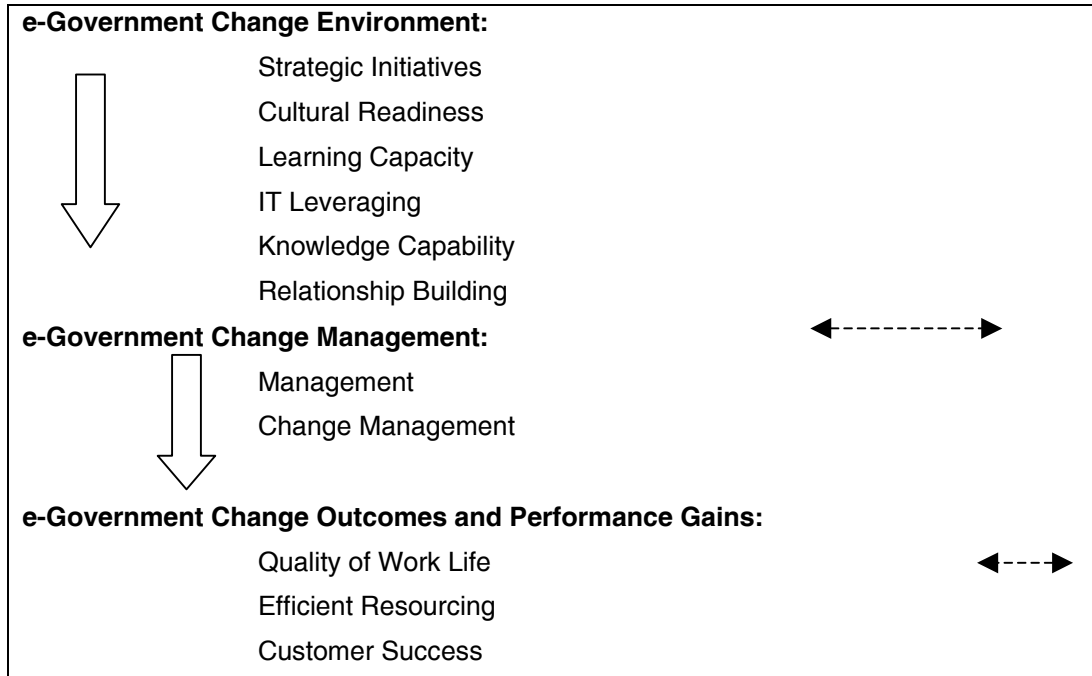 e-Government Change Environment:
Strategic Initiatives
Cultural Readiness
Learning Capacity
IT Leveraging
Knowledge Capability
Relationship Building
e-Government Change Management:
Management
Change Management
e-Government Change Outcomes and Performance Gains:
Quality of Work Life
Efficient Resourcing
Customer Success